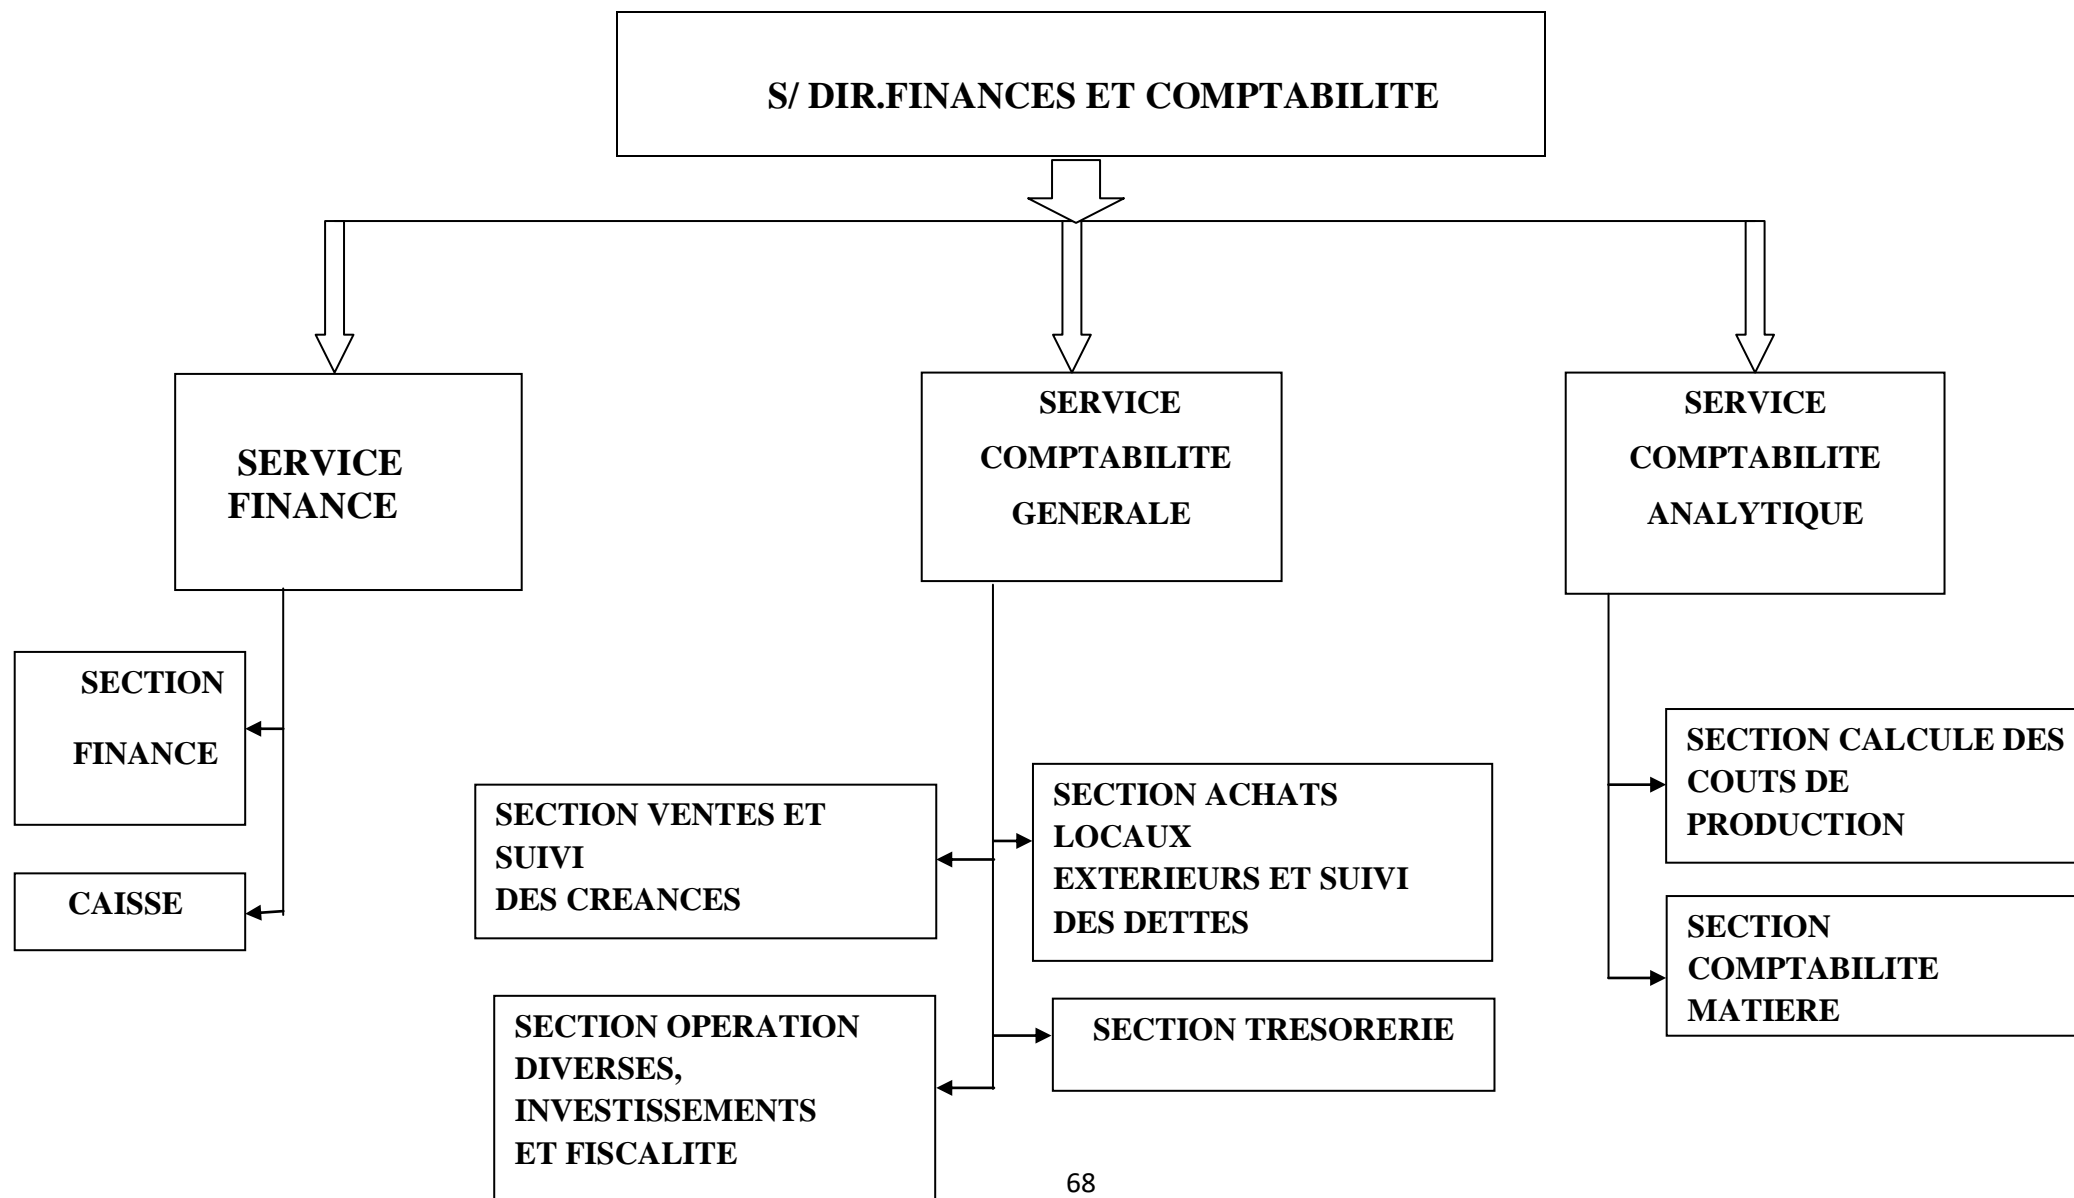 S/ DIR.FINANCES ET COMPTABILITE
SERVICE
FINANCE
SERVICE
COMPTABILITE
GENERALE
SERVICE
COMPTABILITE
ANALYTIQUE
SECTION
FINANCE
CAISSE
SECTION VENTES ET
SUIVI
DES CREANCES
SECTION ACHATS
LOCAUX
EXTERIEURS ET SUIVI
DES DETTES
SECTION OPERATION
DIVERSES,
INVESTISSEMENTS
ET FISCALITE
SECTION TRESORERIE
SECTION CALCULE DES
COUTS DE
PRODUCTION
SECTION
COMPTABILITE
MATIERE
68